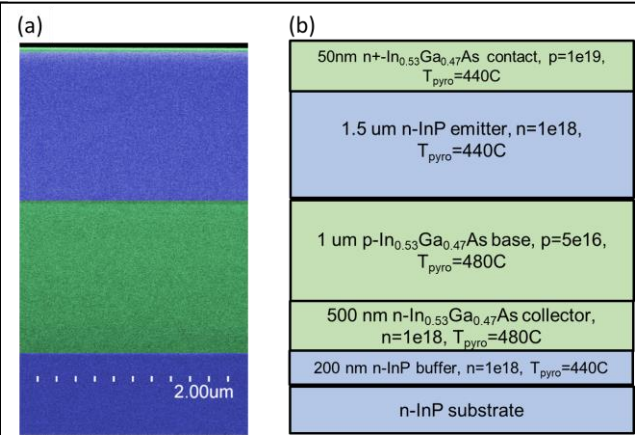 (a)
2.00um
(b)
50nm n+-In0.53Ga0.47As contact, p=1e19,
Tpyro=440C
1.5 um n-InP emitter, n=1e18,
Tpyro=440C
1 um p-In0.53Ga0.47As base, p=5e16,
Tpyro=480C
500 nm n-In0.53Ga0.47As collector,
n=1e18, Tpyro=480C
200 nm n-InP buffer, n=1e18, Tpyro=440C
n-InP substrate